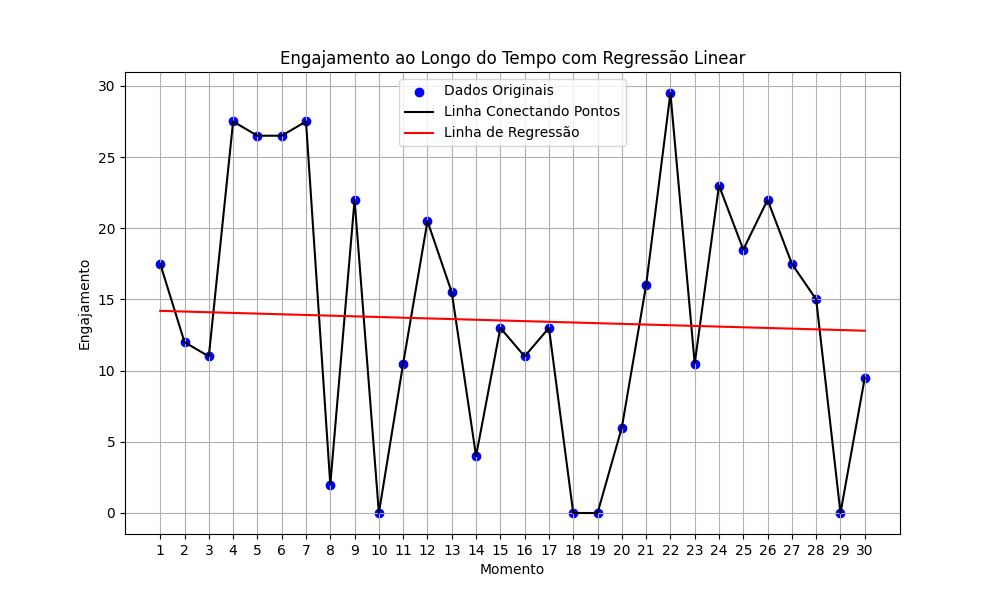 Engajamento ao Longo do Tempo com Regressão Linear
Dados Originais
Linha Conectando Pontos
Linha de Regressão
Engajamento
30
25
20
15
10
5
0
1 2 3 4 5 6 7 8 9 10 11 12 13 14 15 16 17 18 19 20 21 22 23 24 25 26 27 28 29 30
Momento